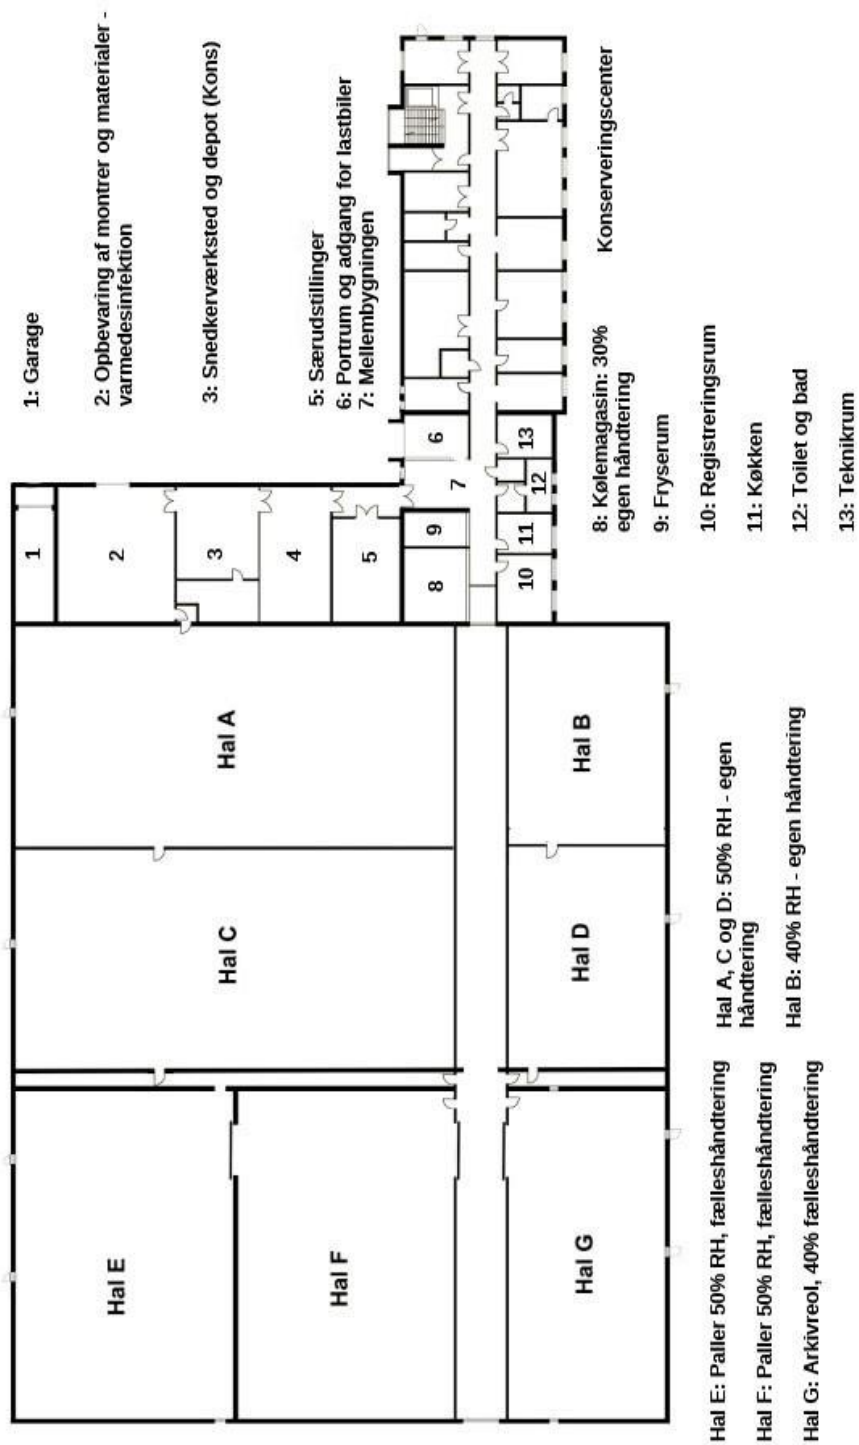 Hal E
Hal F
Hal G
Hal C
Hal D
Hal A
Hal B
1
2
3
4
5
8
9
7
6
10
11
12
13
1: Garage
2: Opbevaring af montrer og materialer -
varmedesinfektion
3: Snedkerværksted og depot (Kons)
5: Særudstillinger
6: Portrum og adgang for lastbiler
7: Mellembygningen
Konserveringscenter
8: Kølemagasin: 30%
egen håndtering
9: Fryserum
10: Registreringsrum
11: Køkken
12: Toilet og bad
13: Teknikrum
Hal E: Paller 50% RH, fælleshåndtering
Hal F: Paller 50% RH, fælleshåndtering
Hal G: Arkivreol, 40% fælleshåndtering
Hal A, C og D: 50% RH - egen
håndtering
Hal B: 40% RH - egen håndtering